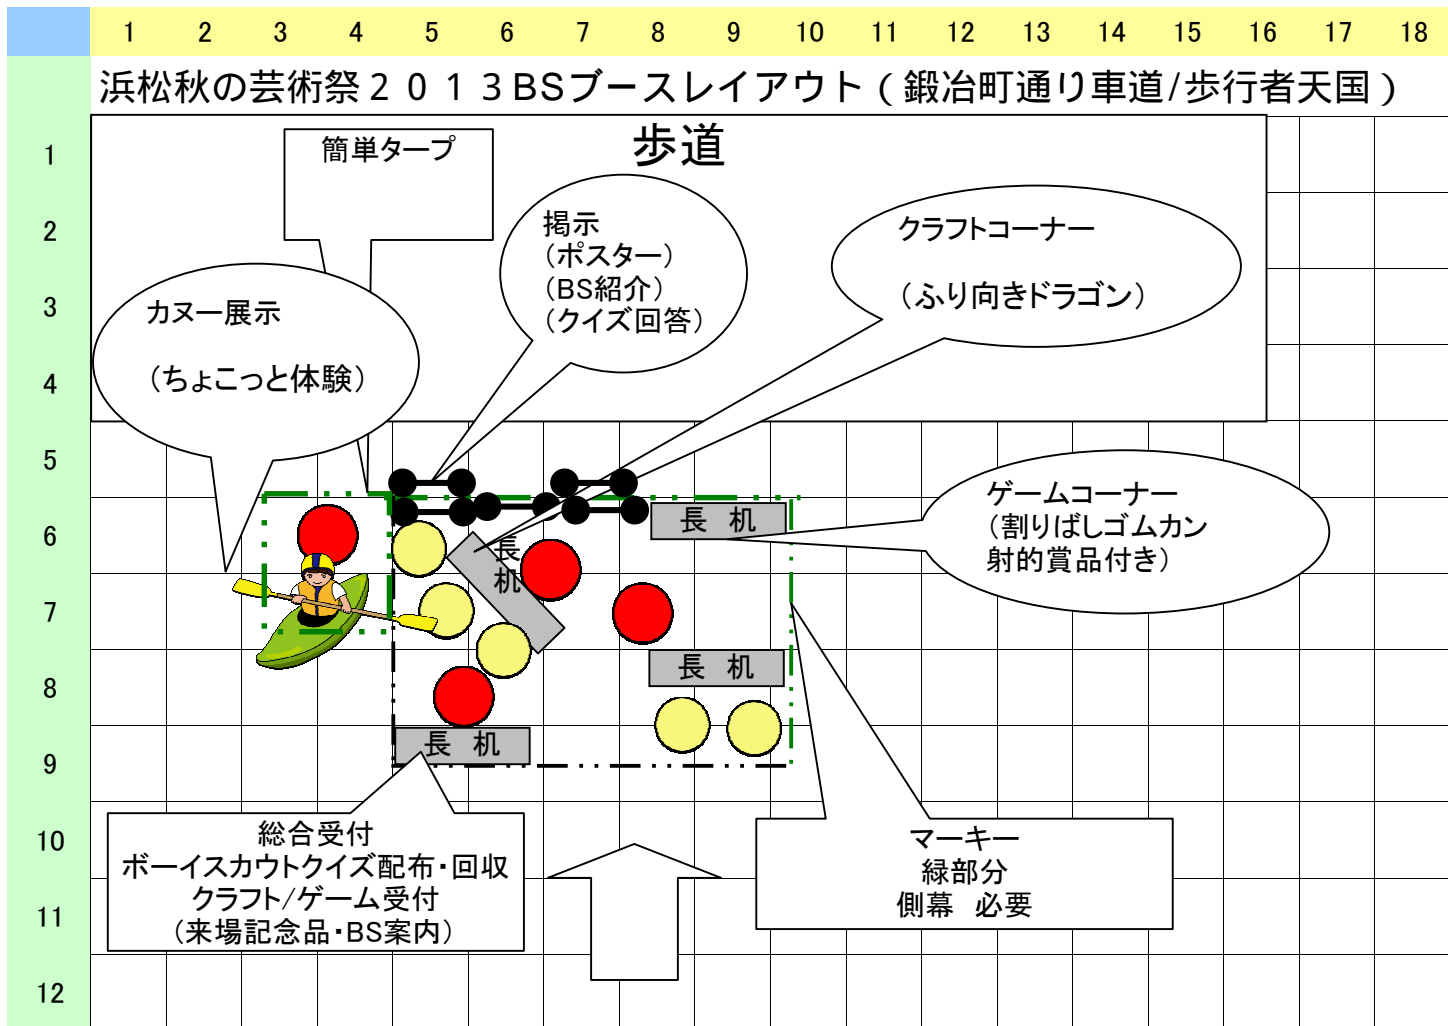 1 2 3 4 5 6 7 8 9 10 11 12 13 14 15 16 17 18
浜松秋の芸術祭2013BSブースレイアウト(鍛冶町通り車道/歩行者天国)
1
2
3
4
5
6
7
8
9
10
11
12
歩道
簡単タープ
掲示
(ポスター)
(BS紹介)
(クイズ回答)
クラフトコーナー
(ふり向きドラゴン)
カヌー展示
(ちょこっと体験)
ゲームコーナー
(割りばしゴムカン
射的賞品付き)
長 机
長
机
長 机
長 机
総合受付
ボーイスカウトクイズ配布・回収
クラフト/ゲーム受付
(来場記念品・BS案内)
マーキー
緑部分
側幕 必要